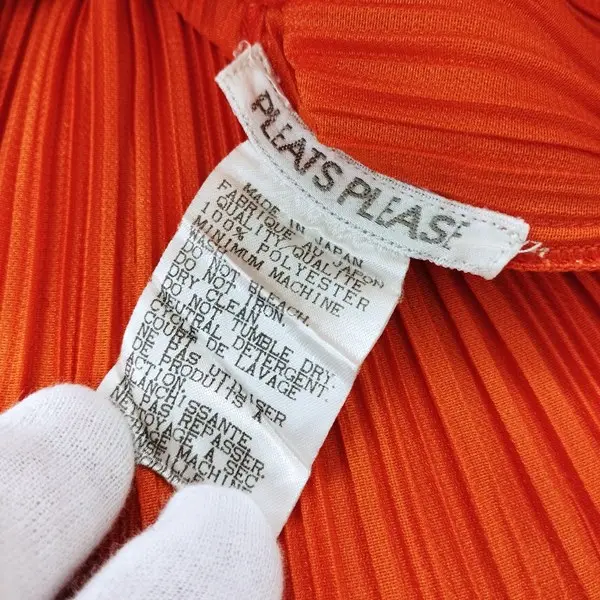 PLEATS PLEASE
MADE IN JAPAN
FABRIQUE AU JAPON
QUALITY/QUALITE
100% POLYESTER
MINIMUM MACHINE
DO NOT BLEACH.
DO NOT IRON.
DRY CLEAN.
DO NOT TUMBLE DRY.
NEUTRAL DETERGENT.
CYCLE DE LAVAGE
COURT
NE PAS UTILISER
DE PRODUITS A
ACTION
BLANCHISSANTE.
PAS REPASSER.
NETTOYAGE A SEC
MACHINE